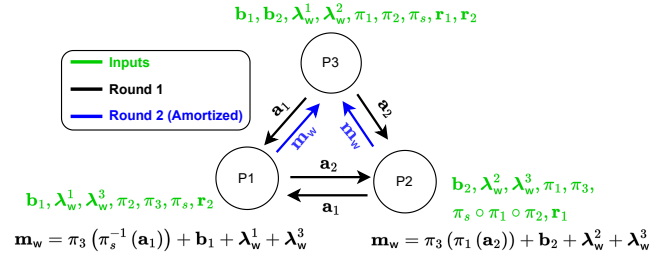 𝐛₁, 𝐛₂, 𝛌𝗐¹, 𝛌𝗐², π₁, π₂, πₛ, 𝐫₁, 𝐫₂
Inputs
Round 1
Round 2 (Amortized)
P3
𝐚₁
𝐦𝗐
𝐦𝗐
𝐚₂
P1
𝐚₂
𝐚₁
P2
𝐛₁, 𝛌𝗐¹, 𝛌𝗐³, π₂, π₃, πₛ, 𝐫₂
𝐛₂, 𝛌𝗐², 𝛌𝗐³, π₁, π₃,
πₛ ∘ π₁ ∘ π₂, 𝐫₁
𝐦𝗐 = π₃ (πₛ⁻¹ (𝐚₁)) + 𝐛₁ + 𝛌𝗐¹ + 𝛌𝗐³
𝐦𝗐 = π₃ (π₁ (𝐚₂)) + 𝐛₂ + 𝛌𝗐² + 𝛌𝗐³